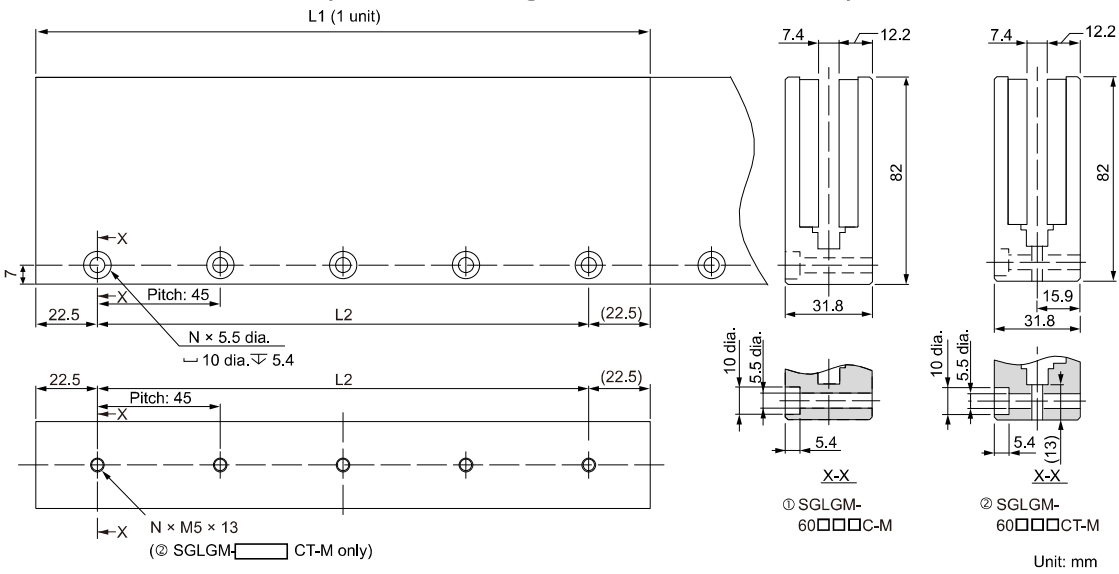 L1 (1 unit)
X
7
X
Pitch: 45
22.5
L2
(22.5)
N × 5.5 dia.
⌴ 10 dia. ↧ 5.4
22.5
L2
(22.5)
Pitch: 45
X
N × M5 × 13
X
(② SGLGM- CT-M only)
7.4
12.2
82
31.8
10 dia.
5.5 dia.
5.4
X-X
① SGLGM-
60□□□C-M
7.4
12.2
82
15.9
31.8
10 dia.
5.5 dia.
5.4
(13)
X-X
② SGLGM-
60□□□CT-M
Unit: mm